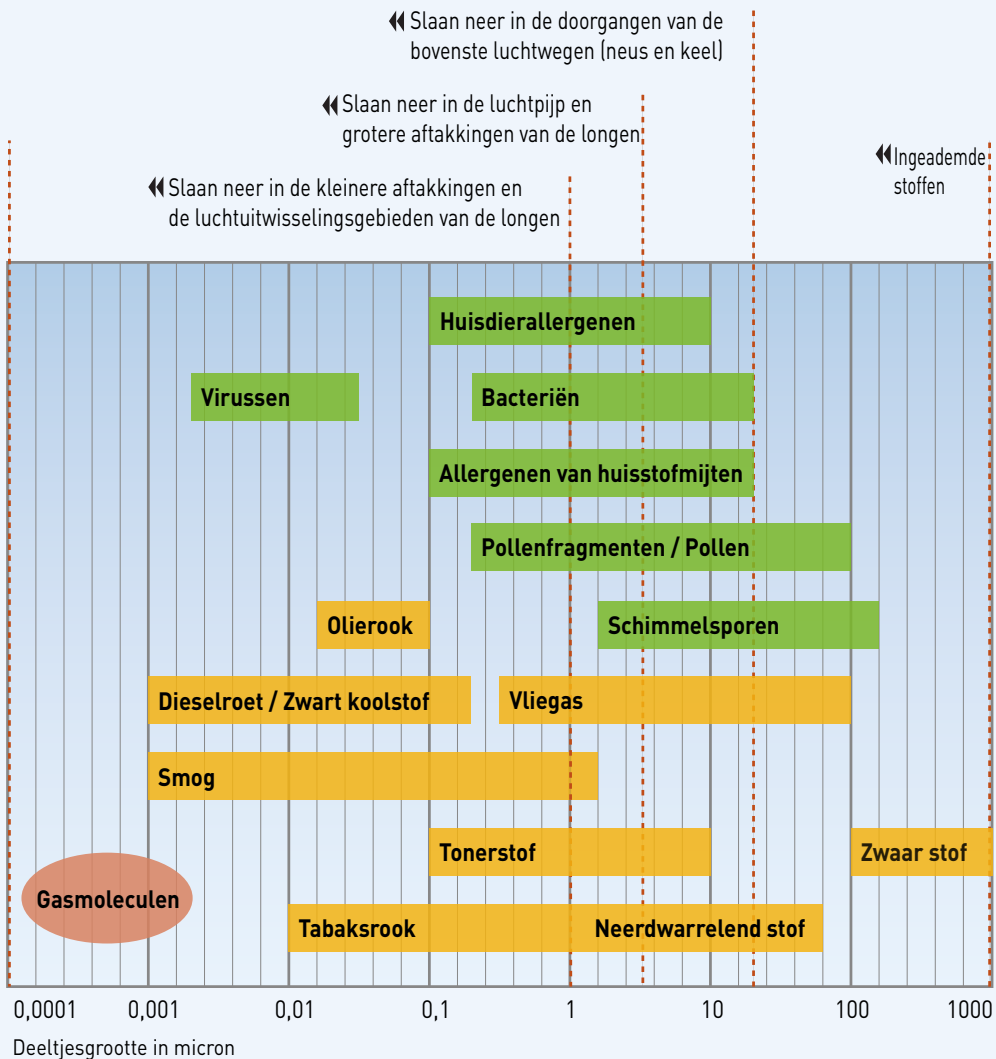 Slaan neer in de doorgangen van de
bovenste luchtwegen (neus en keel)
Slaan neer in de luchtpijp en
grotere aftakkingen van de longen
Ingeademde
stoffen
Slaan neer in de kleinere aftakkingen en
de luchtuitwisselingsgebieden van de longen
Huisdierallergenen
Virussen
Bacteriën
Allergenen van huisstofmijten
Pollenfragmenten / Pollen
Olierook
Schimmelsporen
Dieselroet / Zwart koolstof
Vliegas
Smog
Tonerstof
Zwaar stof
Gasmoleculen
Tabaksrook
Neerdwarrelend stof
0,0001 0,001 0,01 0,1 1 10 100 1000
Deeltjesgrootte in micron